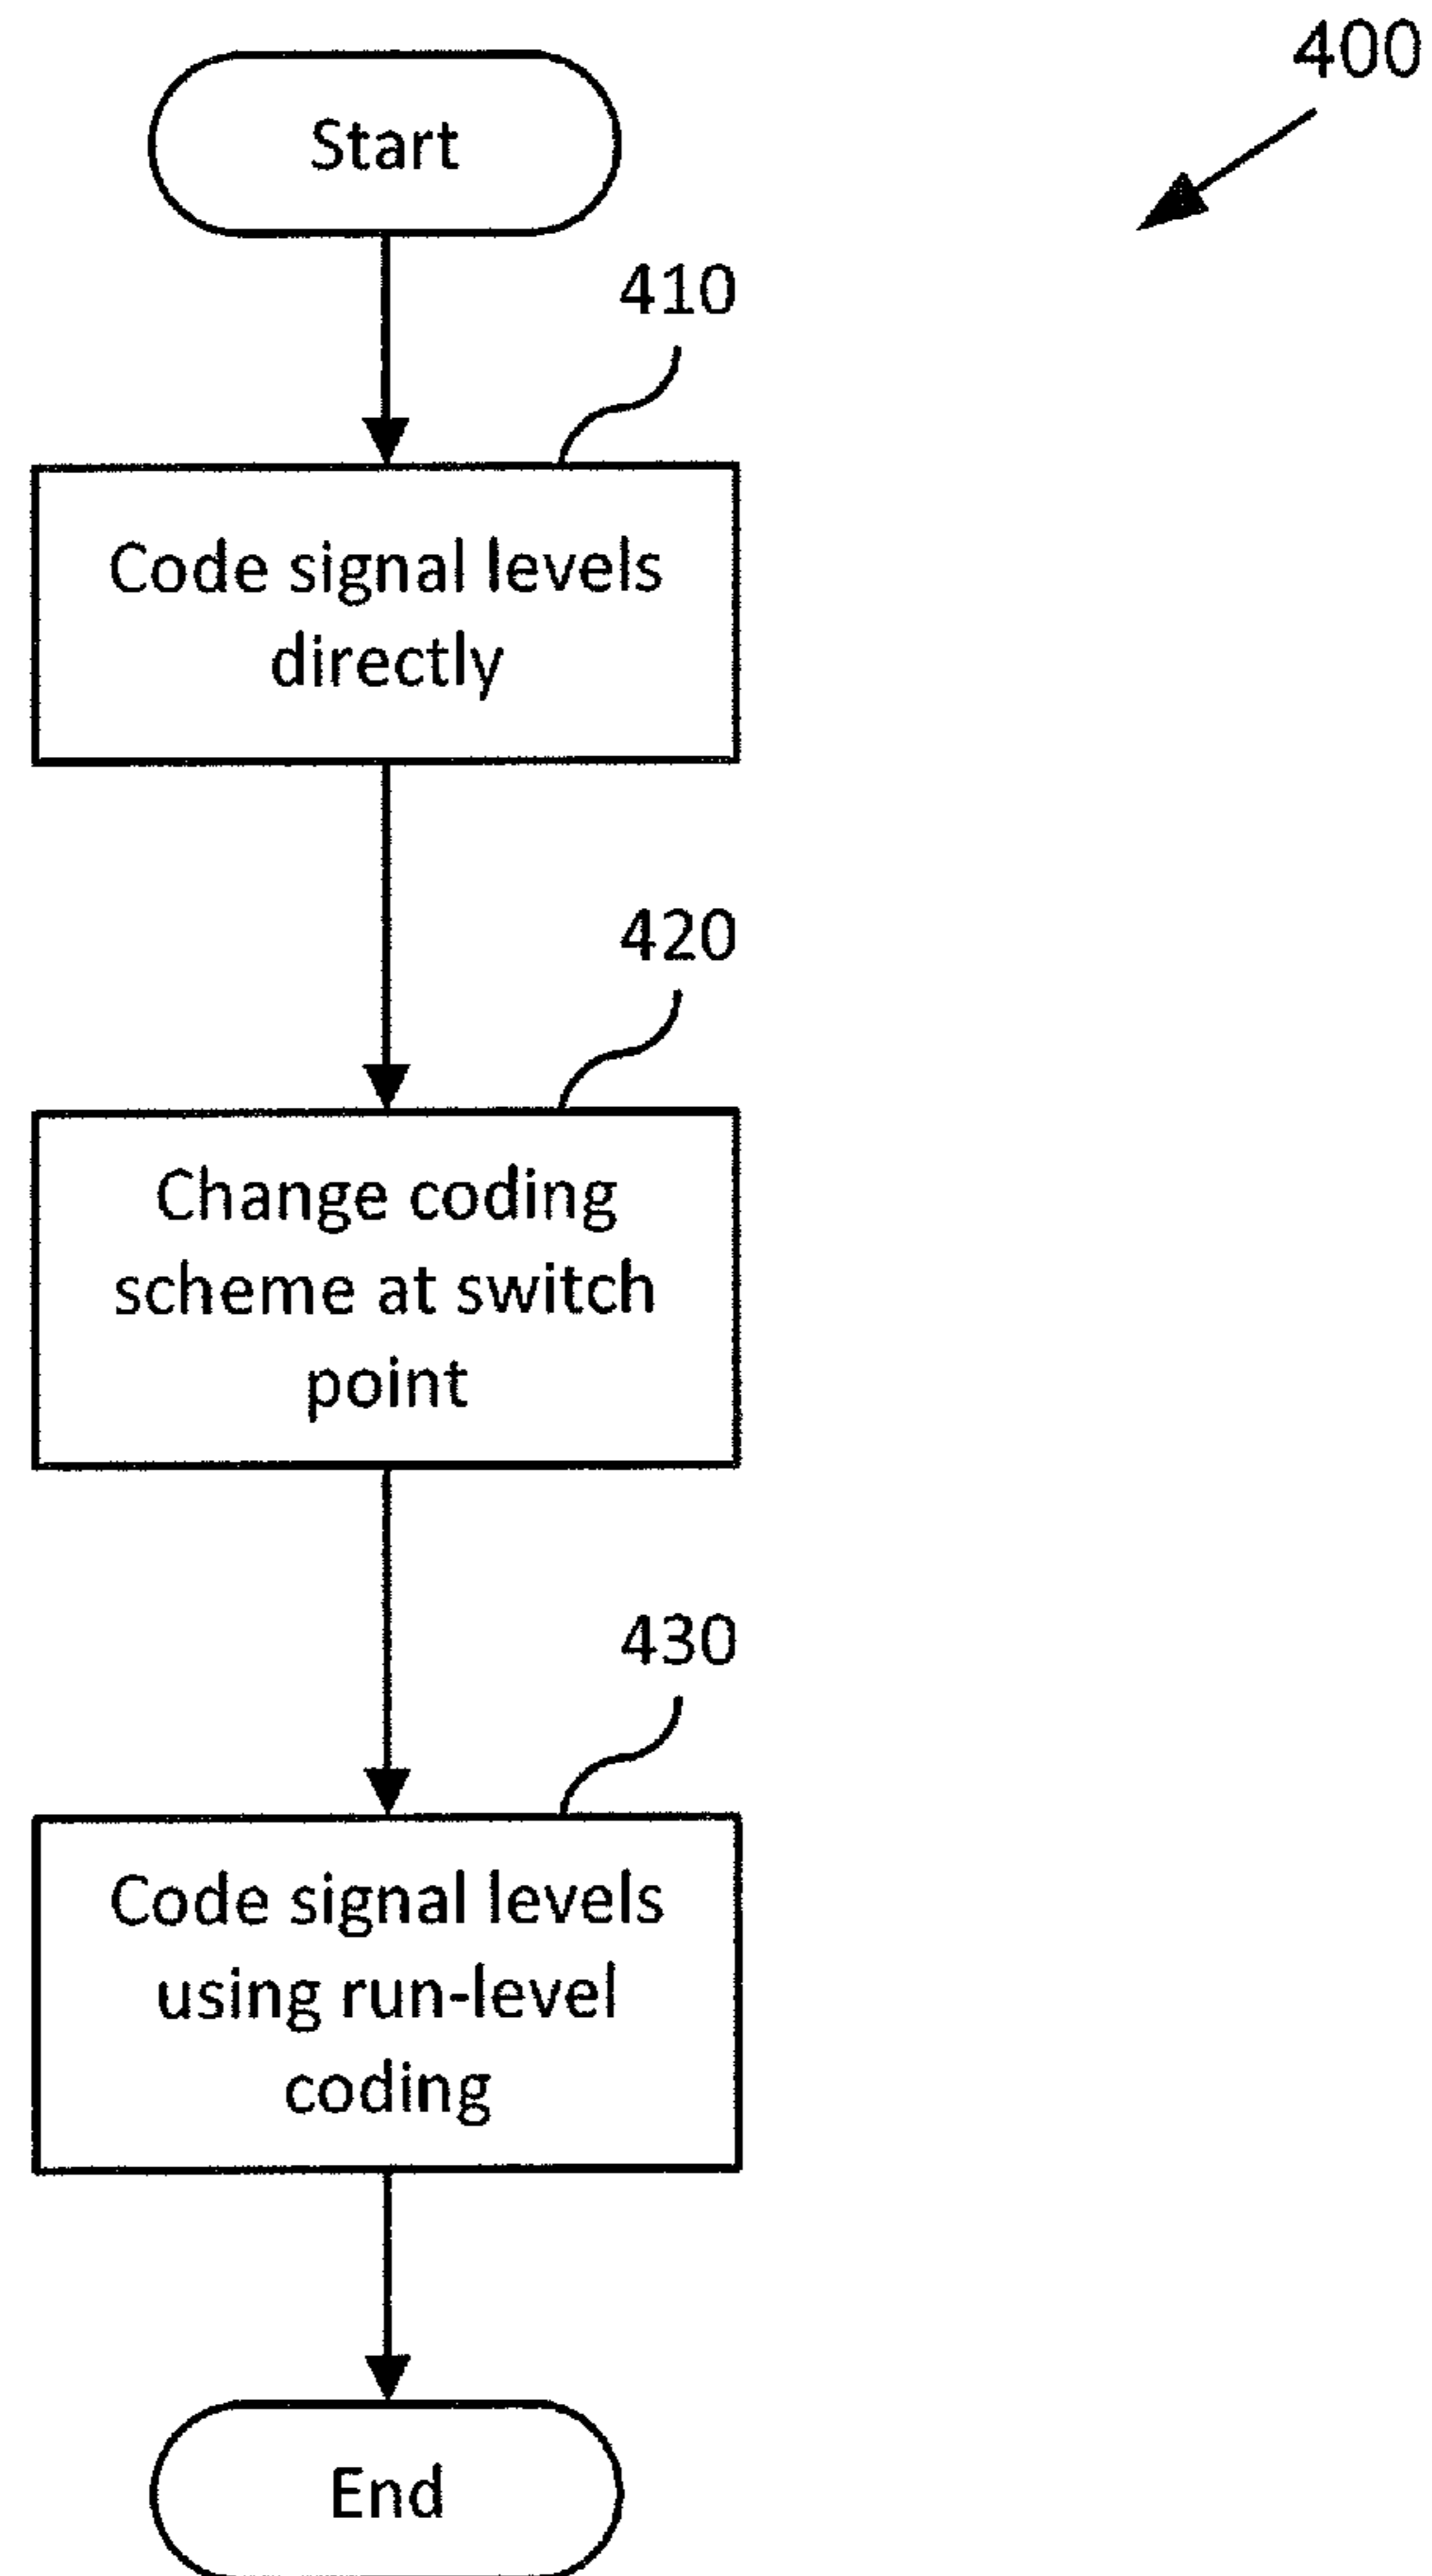 400
Start
410
Code signal levels
directly
420
Change coding
scheme at switch
point
430
Code signal levels
using run-level
coding
End